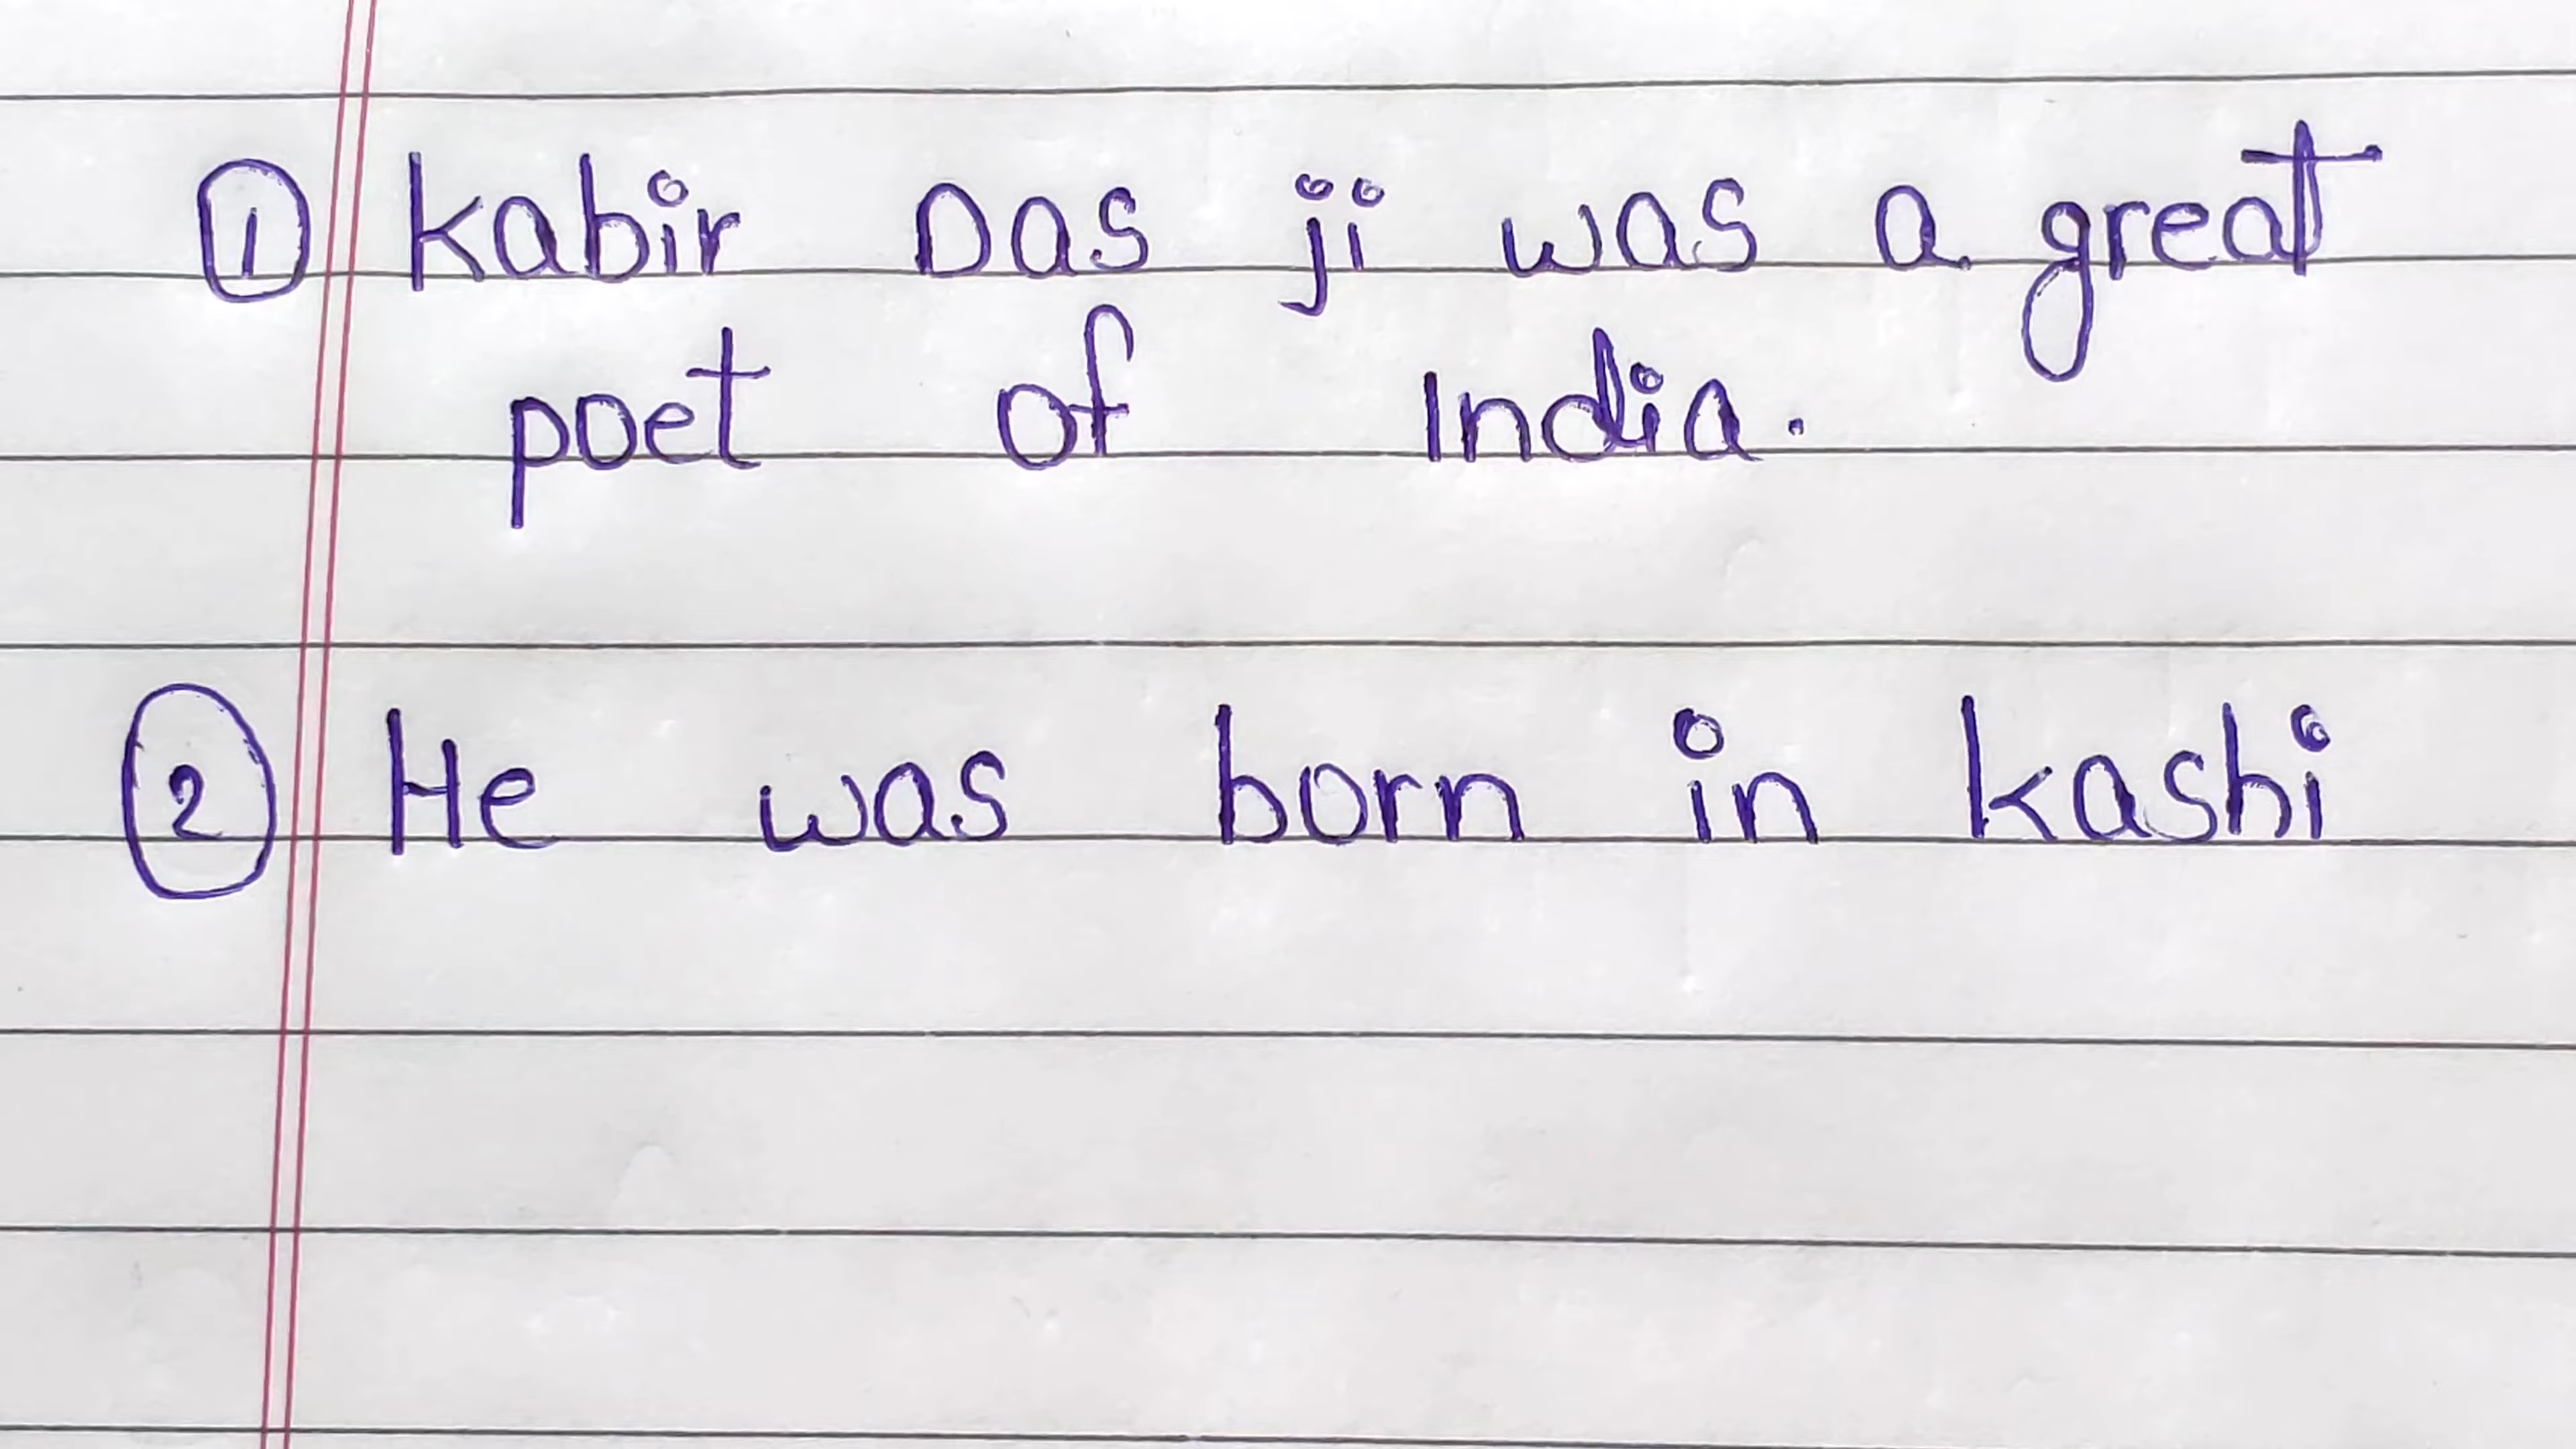 ① Kabir Das ji was a great
poet of India.
② He was born in kashi